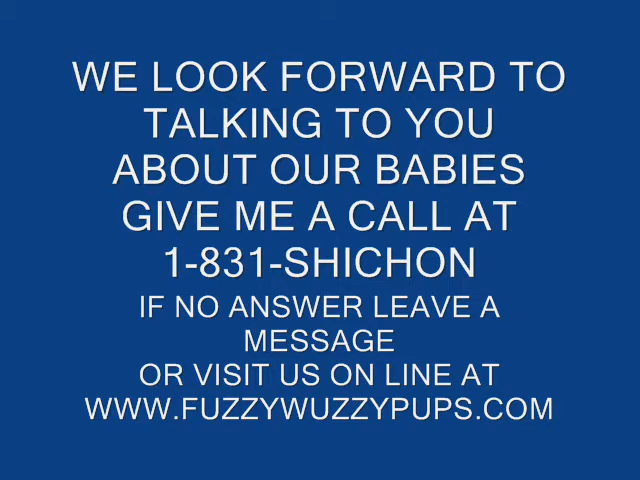 WE LOOK FORWARD TO
TALKING TO YOU
ABOUT OUR BABIES
GIVE ME A CALL AT
1-831-SHICHON
IF NO ANSWER LEAVE A
MESSAGE
OR VISIT US ON LINE AT
WWW.FUZZYWUZZYPUPS.COM